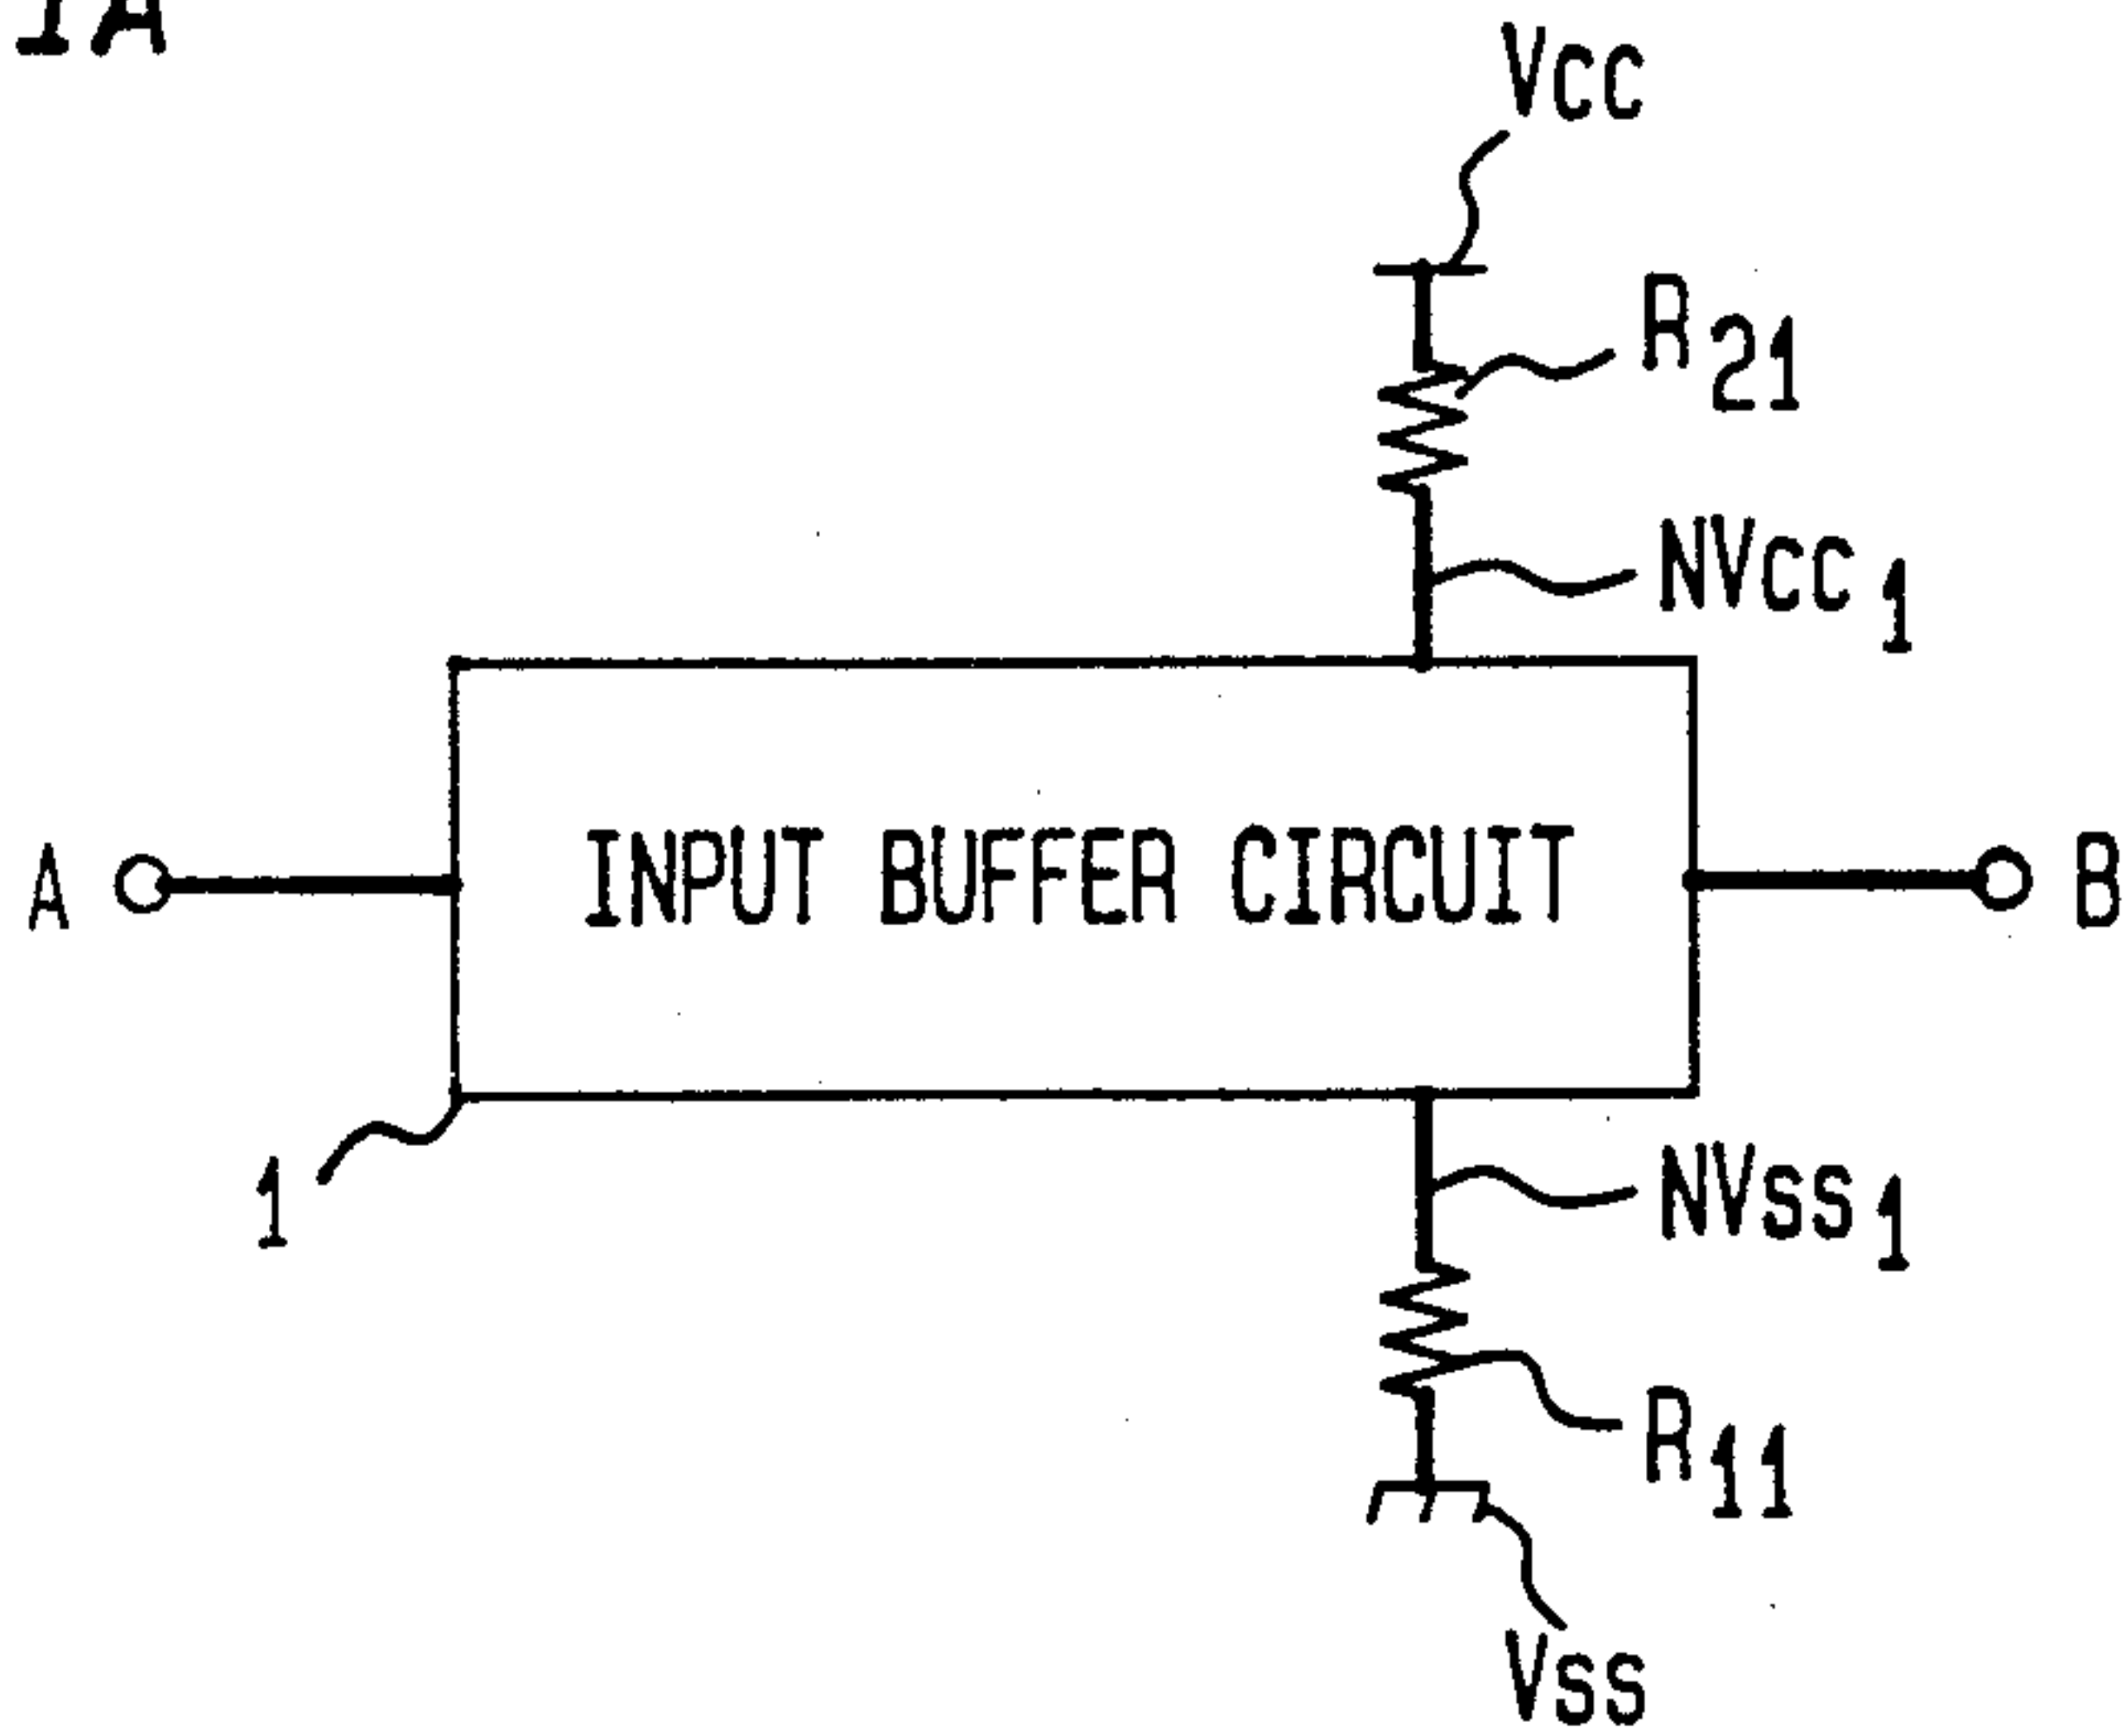 1A
Vcc
R21
NVcc1
A
INPUT BUFFER CIRCUIT
B
1
NVss1
R11
Vss